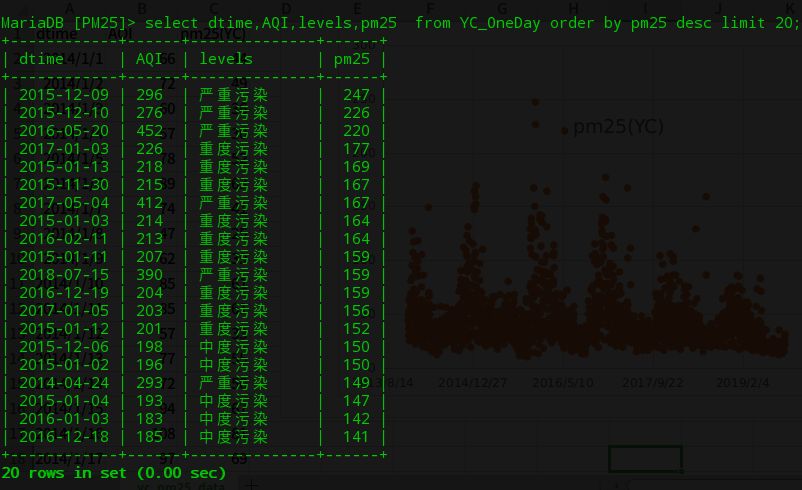 MariaDB [PM25]> select dtime,AQI,levels,pm25  from YC_OneDay order by pm25 desc limit 20;
+------------+------+--------------+------+
| dtime      | AQI  | levels       | pm25 |
+------------+------+--------------+------+
| 2015-12-09 | 296  | 严重污染     |  247 |
| 2015-12-10 | 276  | 严重污染     |  226 |
| 2016-05-20 | 452  | 严重污染     |  220 |
| 2017-01-03 | 226  | 重度污染     |  177 |
| 2015-01-13 | 218  | 重度污染     |  169 |
| 2015-11-30 | 215  | 重度污染     |  167 |
| 2017-05-04 | 412  | 严重污染     |  167 |
| 2015-01-03 | 214  | 重度污染     |  164 |
| 2016-02-11 | 213  | 重度污染     |  164 |
| 2015-01-11 | 207  | 重度污染     |  159 |
| 2018-07-15 | 390  | 严重污染     |  159 |
| 2016-12-19 | 204  | 重度污染     |  159 |
| 2017-01-05 | 203  | 重度污染     |  156 |
| 2015-01-12 | 201  | 重度污染     |  152 |
| 2015-12-06 | 198  | 中度污染     |  150 |
| 2015-01-02 | 196  | 中度污染     |  150 |
| 2014-04-24 | 293  | 严重污染     |  149 |
| 2015-01-04 | 193  | 中度污染     |  147 |
| 2016-01-03 | 183  | 中度污染     |  142 |
| 2016-12-18 | 185  | 中度污染     |  141 |
+------------+------+--------------+------+
20 rows in set (0.00 sec)
pm25(YC)
2014/12/27 2016/5/10 2017/9/22 2019/2/4